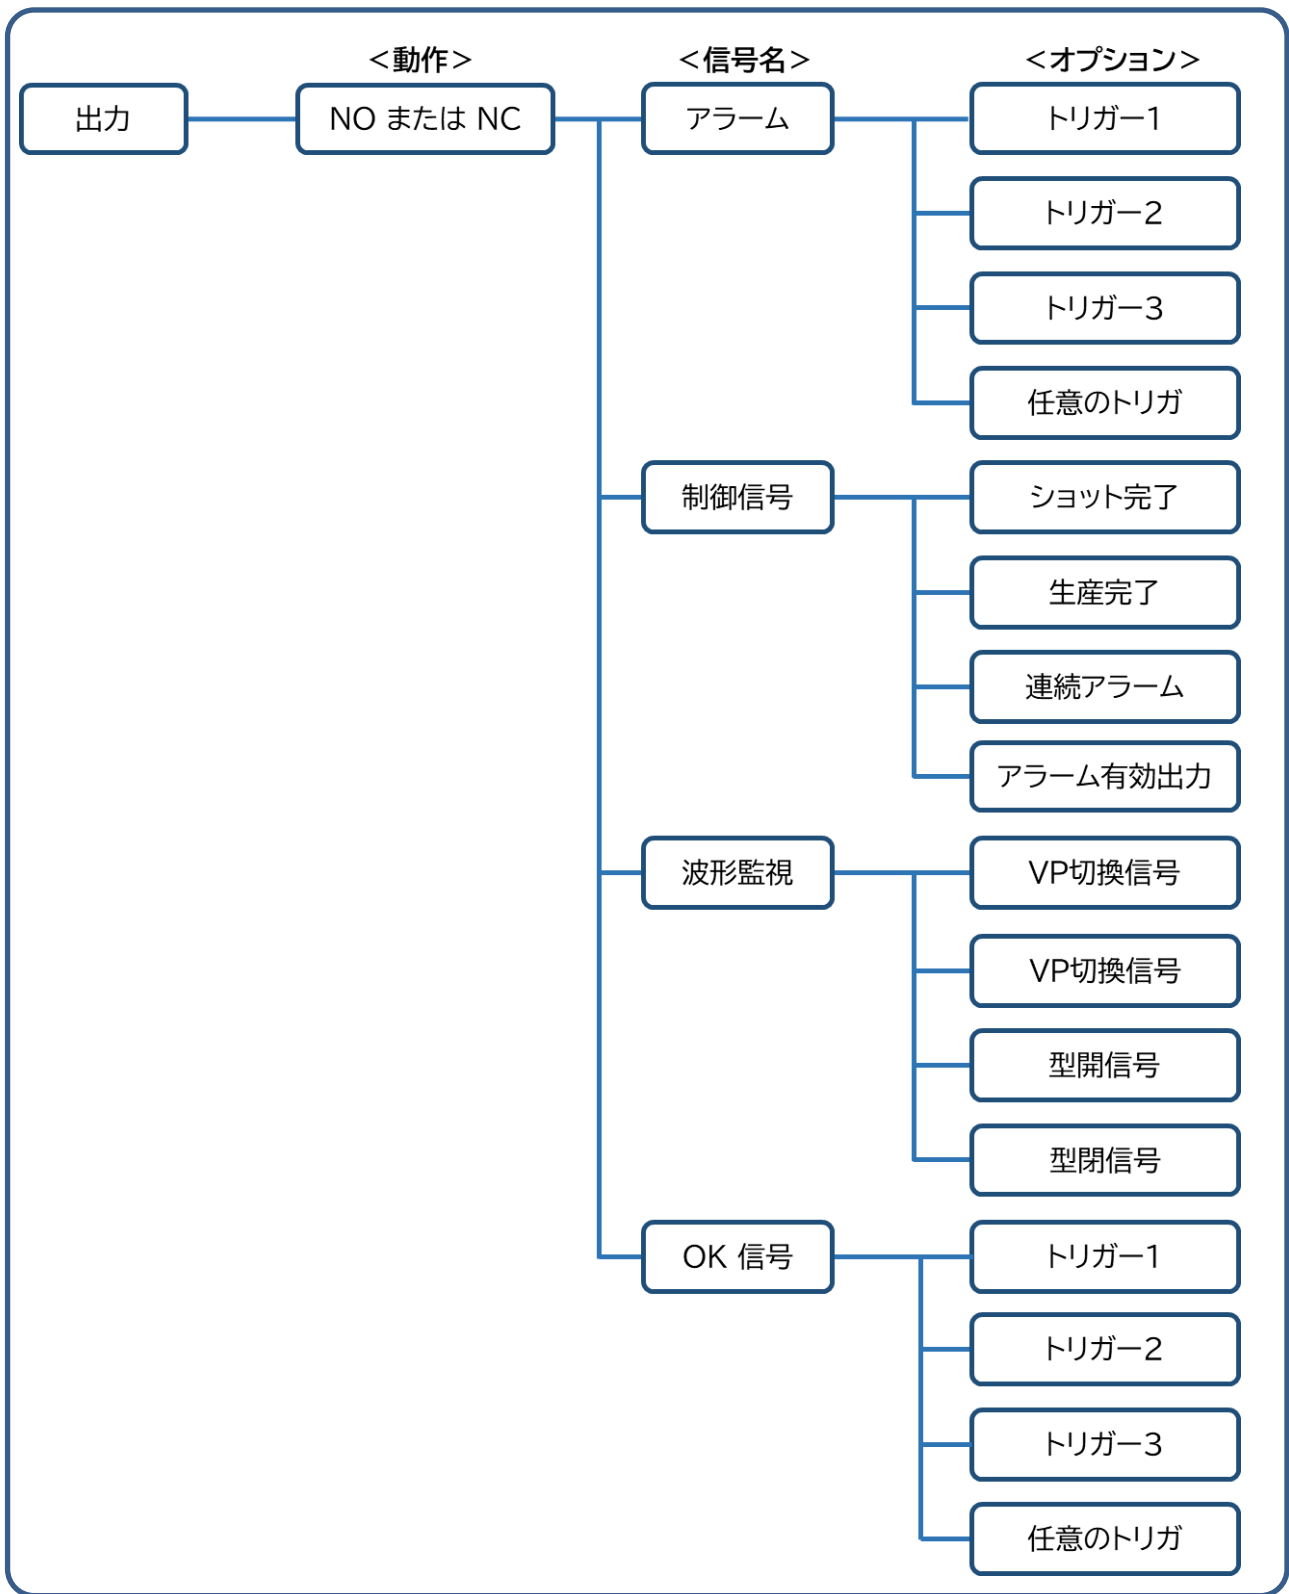 ＜動作＞ ＜信号名＞ ＜オプション＞
出力 NO または NC アラーム トリガー1
トリガー2
トリガー3
任意のトリガ
制御信号 ショット完了
生産完了
連続アラーム
アラーム有効出力
波形監視 VP切換信号
VP切換信号
型開信号
型閉信号
OK 信号 トリガー1
トリガー2
トリガー3
任意のトリガ